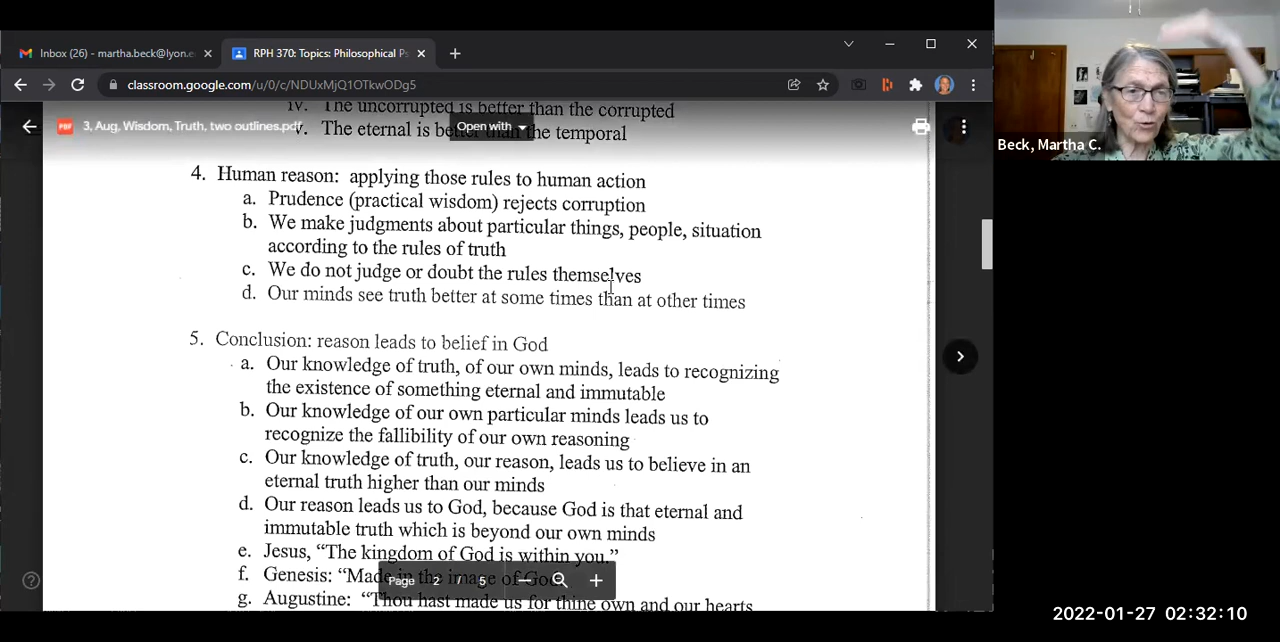 Inbox (26) - martha.beck@lyon.e
RPH 370: Topics: Philosophical Ps
classroom.google.com/u/0/c/NDUxMjQ1OTkwODg5
iv. The uncorrupted is better than the corrupted
3, Aug, Wisdom, Truth, two outlines.pdf
v. The eternal is better than the temporal
Open with
Beck, Martha C.
4. Human reason: applying those rules to human action
a. Prudence (practical wisdom) rejects corruption
b. We make judgments about particular things, people, situation
according to the rules of truth
c. We do not judge or doubt the rules themselves
d. Our minds see truth better at some times than at other times
5. Conclusion: reason leads to belief in God
a. Our knowledge of truth, of our own minds, leads to recognizing
the existence of something eternal and immutable
b. Our knowledge of our own particular minds leads us to
recognize the fallibility of our own reasoning
c. Our knowledge of truth, our reason, leads us to believe in an
eternal truth higher than our minds
d. Our reason leads us to God, because God is that eternal and
immutable truth which is beyond our own minds
e. Jesus, "The kingdom of God is within you."
f. Genesis: "Made in the image of God
Page 2 / 5
g. Augustine: "Thou hast made us for thine own and our hearts
2022-01-27 02:32:10